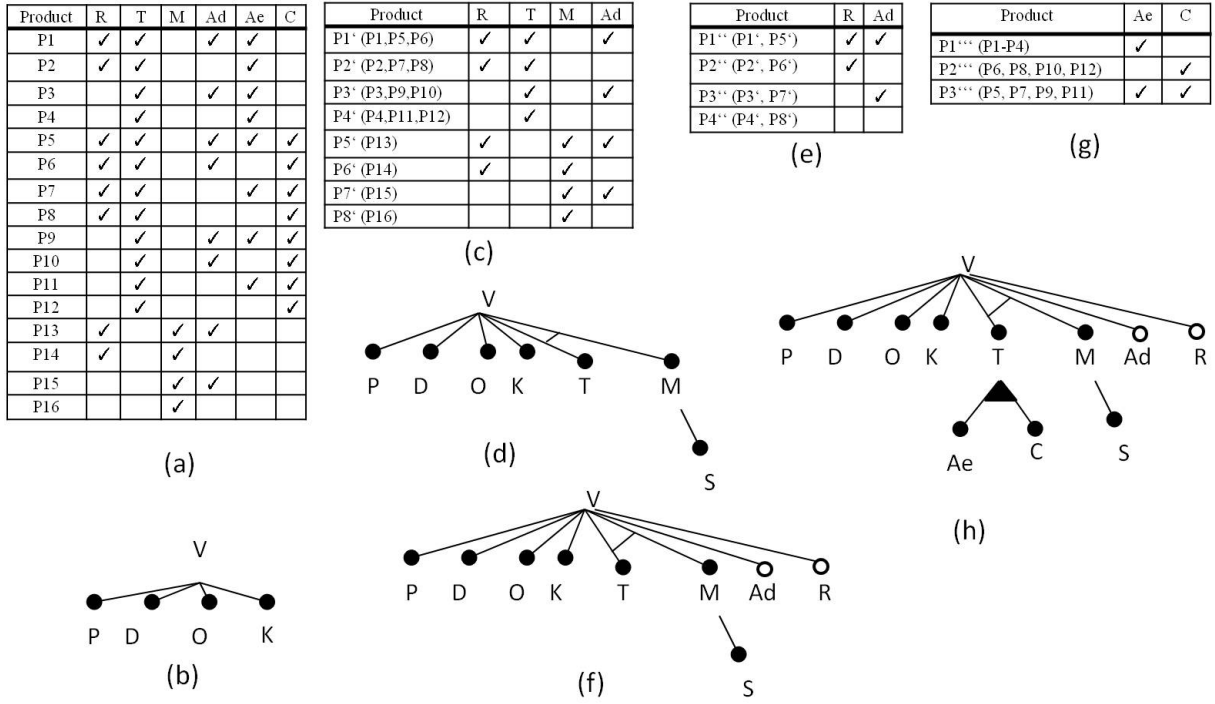 Product R T M Ad Ae C
P1 ✓ ✓ ✓ ✓
P2 ✓ ✓ ✓
P3 ✓ ✓ ✓
P4 ✓ ✓
P5 ✓ ✓ ✓ ✓ ✓
P6 ✓ ✓ ✓ ✓
P7 ✓ ✓ ✓ ✓
P8 ✓ ✓ ✓
P9 ✓ ✓ ✓ ✓
P10 ✓ ✓ ✓
P11 ✓ ✓ ✓
P12 ✓ ✓
P13 ✓ ✓ ✓
P14 ✓ ✓
P15 ✓ ✓
P16 ✓
(a)
V
P D O K
(b)
Product R T M Ad
P1‘ (P1,P5,P6) ✓ ✓ ✓
P2‘ (P2,P7,P8) ✓ ✓
P3‘ (P3,P9,P10) ✓ ✓
P4‘ (P4,P11,P12) ✓
P5‘ (P13) ✓ ✓ ✓
P6‘ (P14) ✓ ✓
P7‘ (P15) ✓ ✓
P8‘ (P16) ✓
(c)
V
P D O K T M
S
(d)
Product R Ad
P1‘‘ (P1‘, P5‘) ✓ ✓
P2‘‘ (P2‘, P6‘) ✓
P3‘‘ (P3‘, P7‘) ✓
P4‘‘ (P4‘, P8‘)
(e)
V
P D O K T M Ad R
S
(f)
Product Ae C
P1‘‘‘ (P1-P4) ✓
P2‘‘‘ (P6, P8, P10, P12) ✓
P3‘‘‘ (P5, P7, P9, P11) ✓ ✓
(g)
V
P D O K T M Ad R
Ae C S
(h)